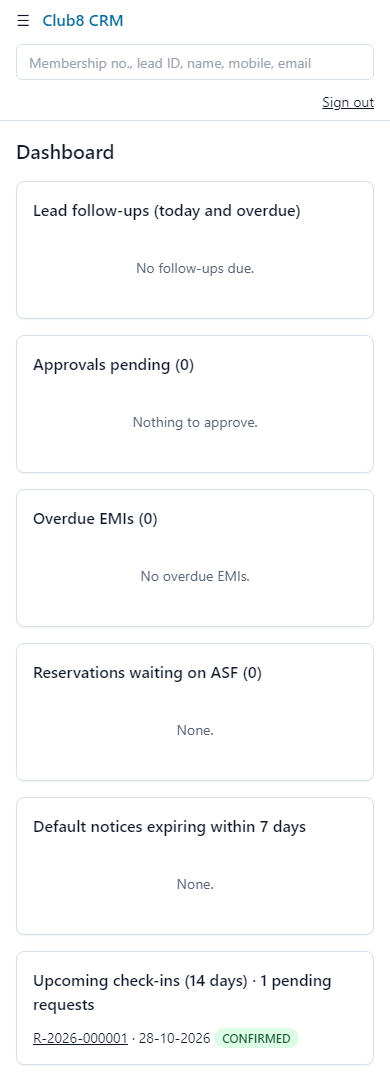 ☰ Club8 CRM
Membership no., lead ID, name, mobile, email
Sign out
Dashboard
Lead follow-ups (today and overdue)
No follow-ups due.
Approvals pending (0)
Nothing to approve.
Overdue EMIs (0)
No overdue EMIs.
Reservations waiting on ASF (0)
None.
Default notices expiring within 7 days
None.
Upcoming check-ins (14 days) · 1 pending
requests
R-2026-000001 · 28-10-2026 CONFIRMED